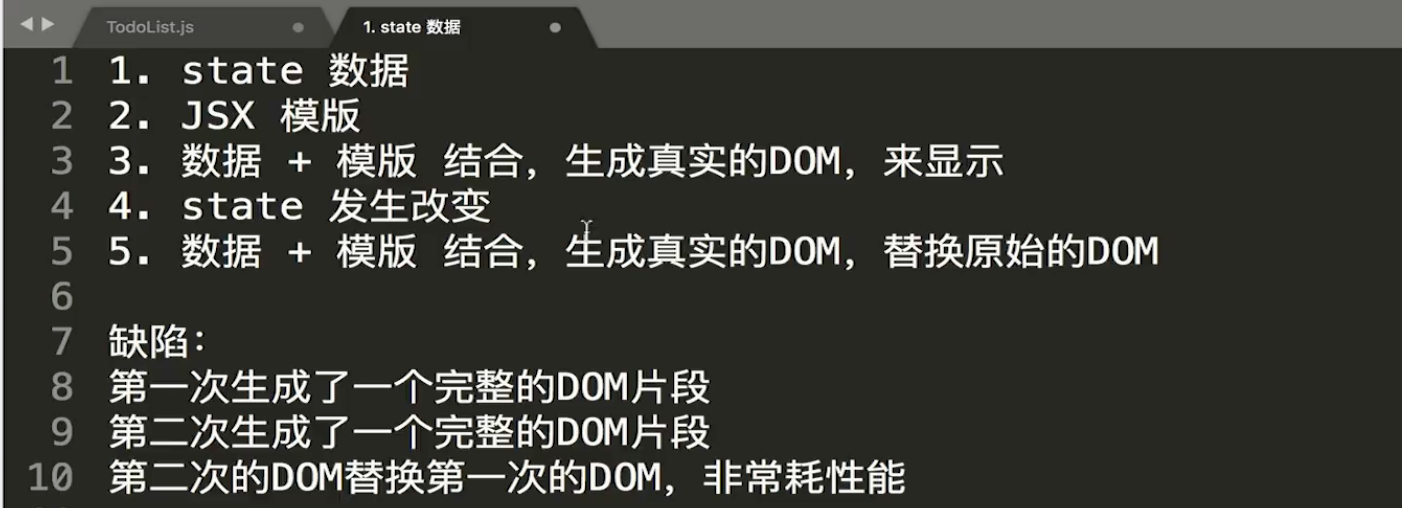 TodoList.js
1. state 数据
1 1. state 数据
2 2. JSX 模版
3 3. 数据 + 模版 结合，生成真实的DOM，来显示
4 4. state 发生改变
5 5. 数据 + 模版 结合，生成真实的DOM，替换原始的DOM
6
7 缺陷：
8 第一次生成了一个完整的DOM片段
9 第二次生成了一个完整的DOM片段
10 第二次的DOM替换第一次的DOM，非常耗性能